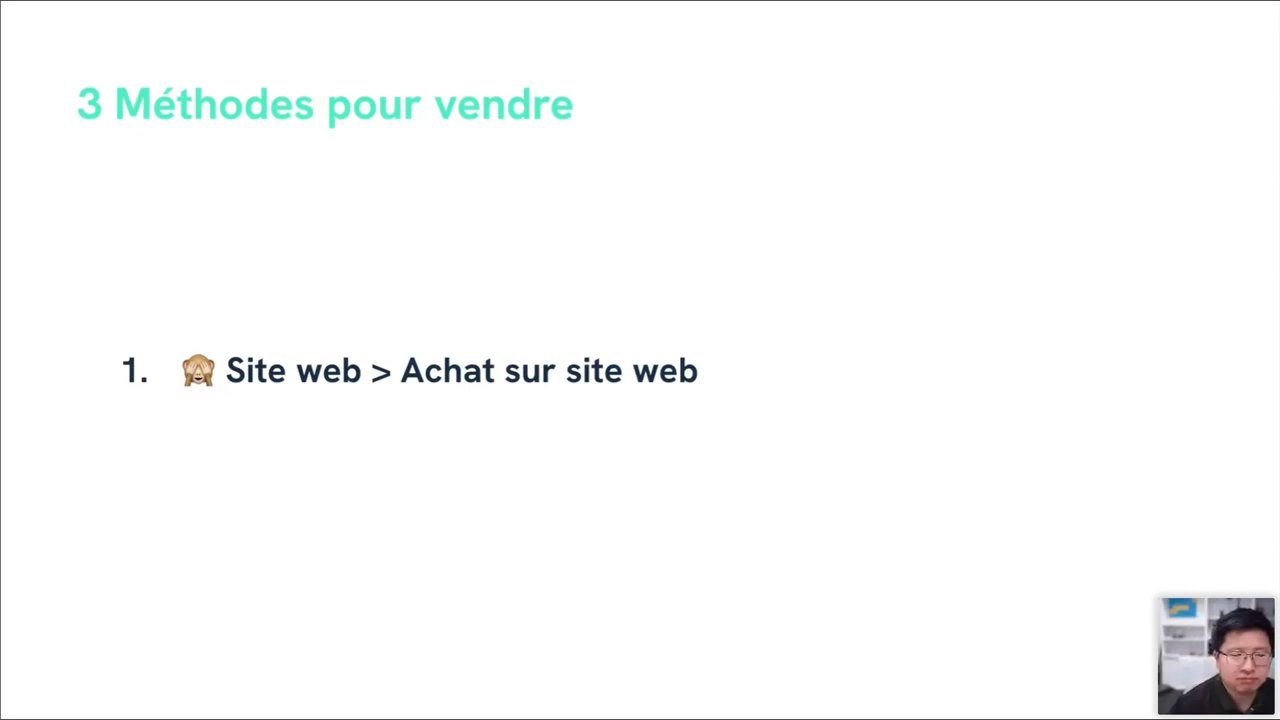 3 Méthodes pour vendre
1. 🙈 Site web > Achat sur site web